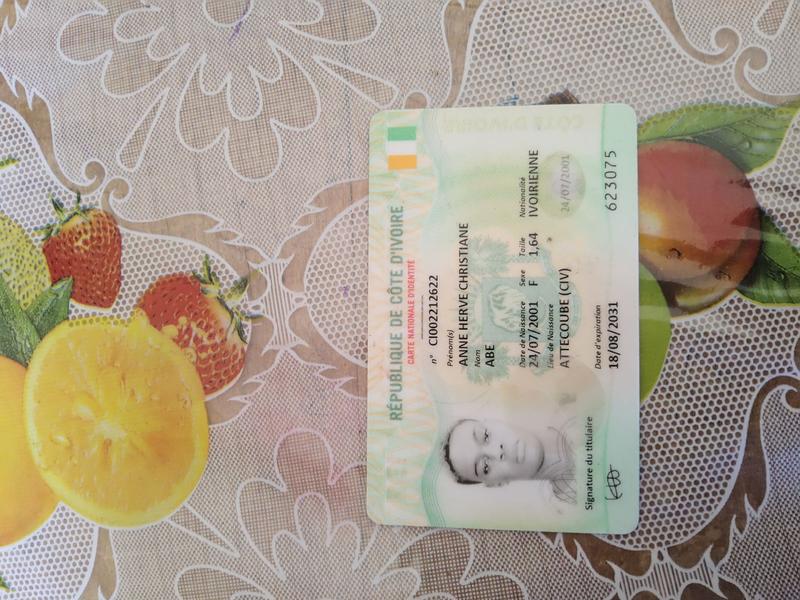 RÉPUBLIQUE DE CÔTE D'IVOIRE
CARTE NATIONALE D'IDENTITÉ
n° CI002212622
Prénom(s)
ANNE HERVE CHRISTIANE
Nom
ABE
Date de Naissance Sexe Taille Nationalité
24/07/2001 F 1,64 IVOIRIENNE
Lieu de Naissance
ATTECOUBE (CIV)
24/07/2001
Signature du titulaire
Date d'expiration
18/08/2031
623075
CÔTE D'IVOIRE